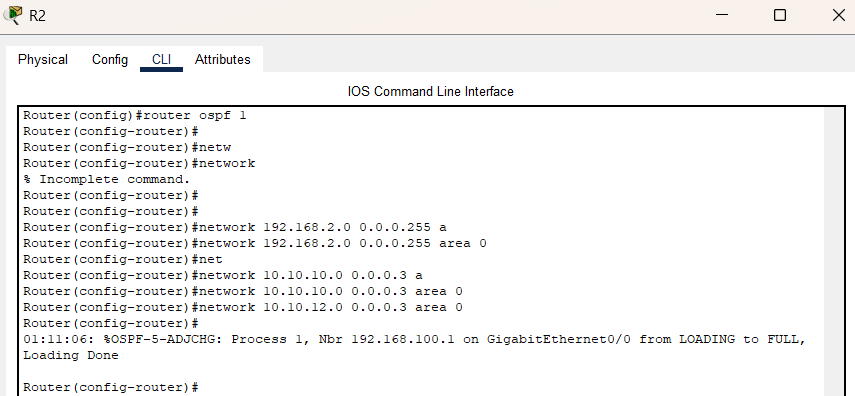 R2
Physical Config CLI Attributes
IOS Command Line Interface
Router(config)#router ospf 1
Router(config-router)#
Router(config-router)#netw
Router(config-router)#network
% Incomplete command.
Router(config-router)#
Router(config-router)#
Router(config-router)#network 192.168.2.0 0.0.0.255 a
Router(config-router)#network 192.168.2.0 0.0.0.255 area 0
Router(config-router)#net
Router(config-router)#network 10.10.10.0 0.0.0.3 a
Router(config-router)#network 10.10.10.0 0.0.0.3 area 0
Router(config-router)#network 10.10.12.0 0.0.0.3 area 0
Router(config-router)#
01:11:06: %OSPF-5-ADJCHG: Process 1, Nbr 192.168.100.1 on GigabitEthernet0/0 from LOADING to FULL,
Loading Done
Router(config-router)#